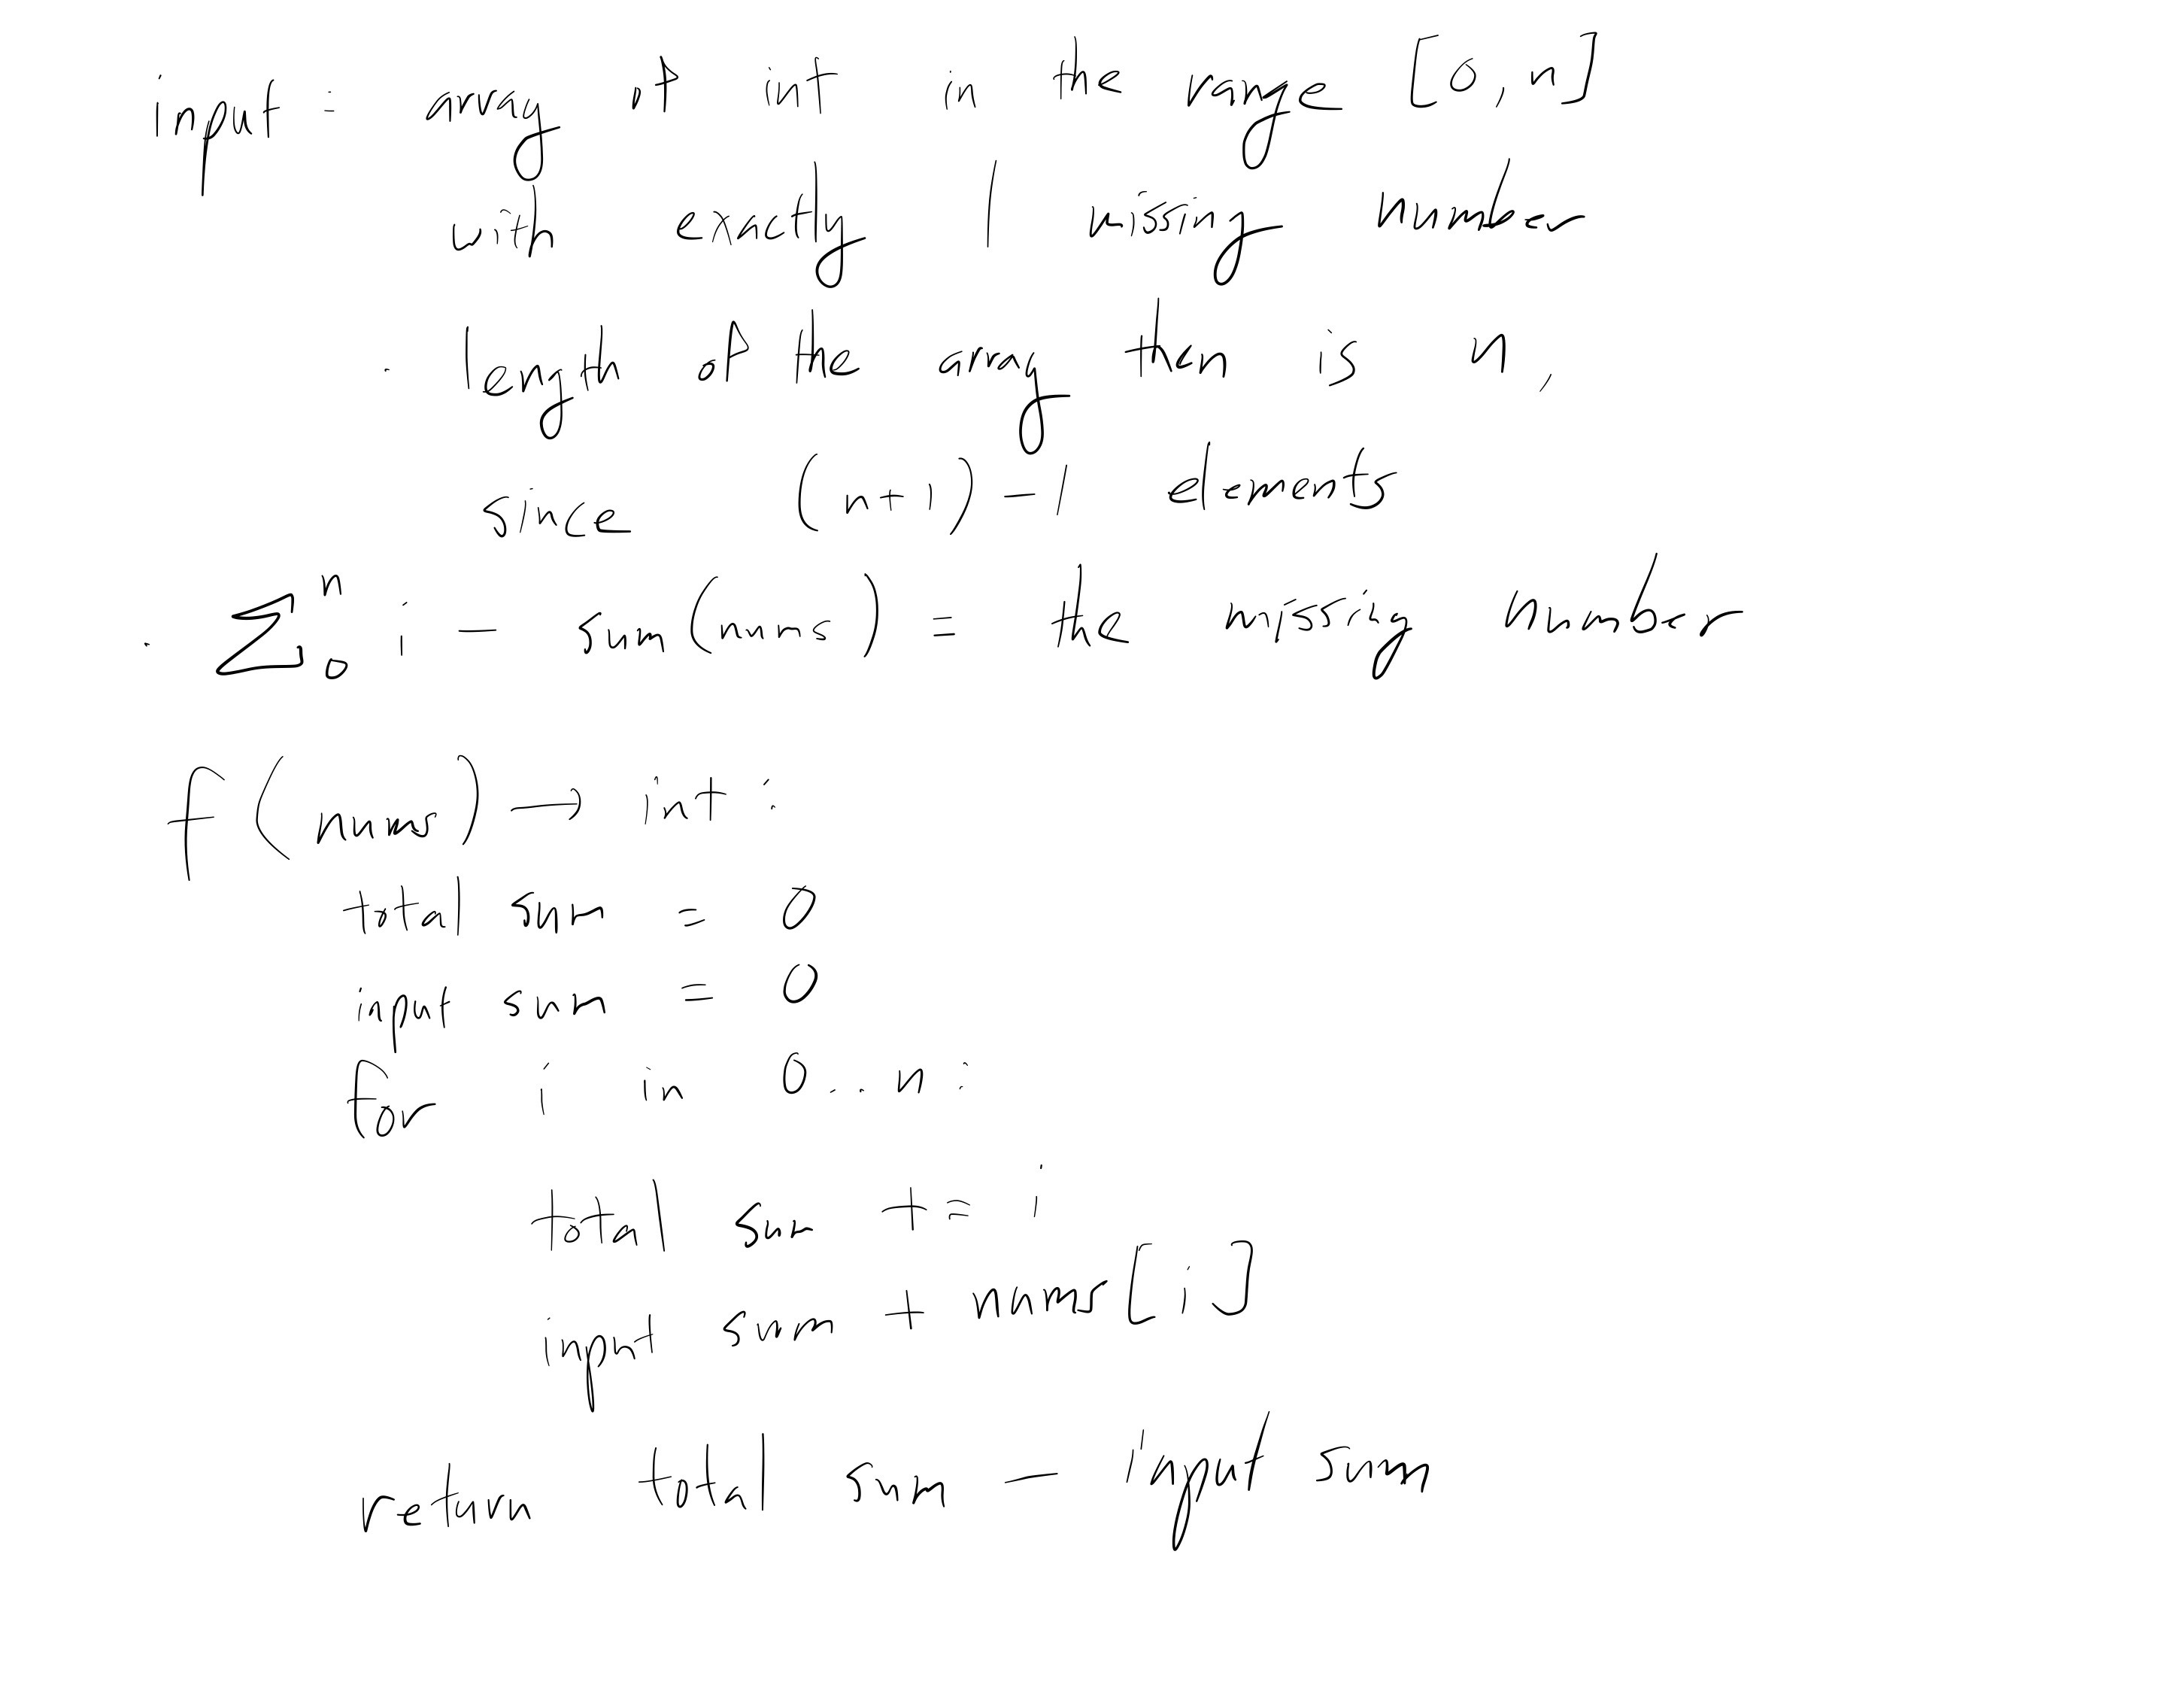 input : array of int in the range [0, n]
with exactly 1 missing number
· length of the array then is n,
since (n+1) - 1 elements
· ∑ⁿ₀ i - sum(nums) = the missing number
f(nums) → int :
total sum = 0
input sum = 0
for i in 0..n:
total sum += i
input sum + nums[i]
return total sum - input sum